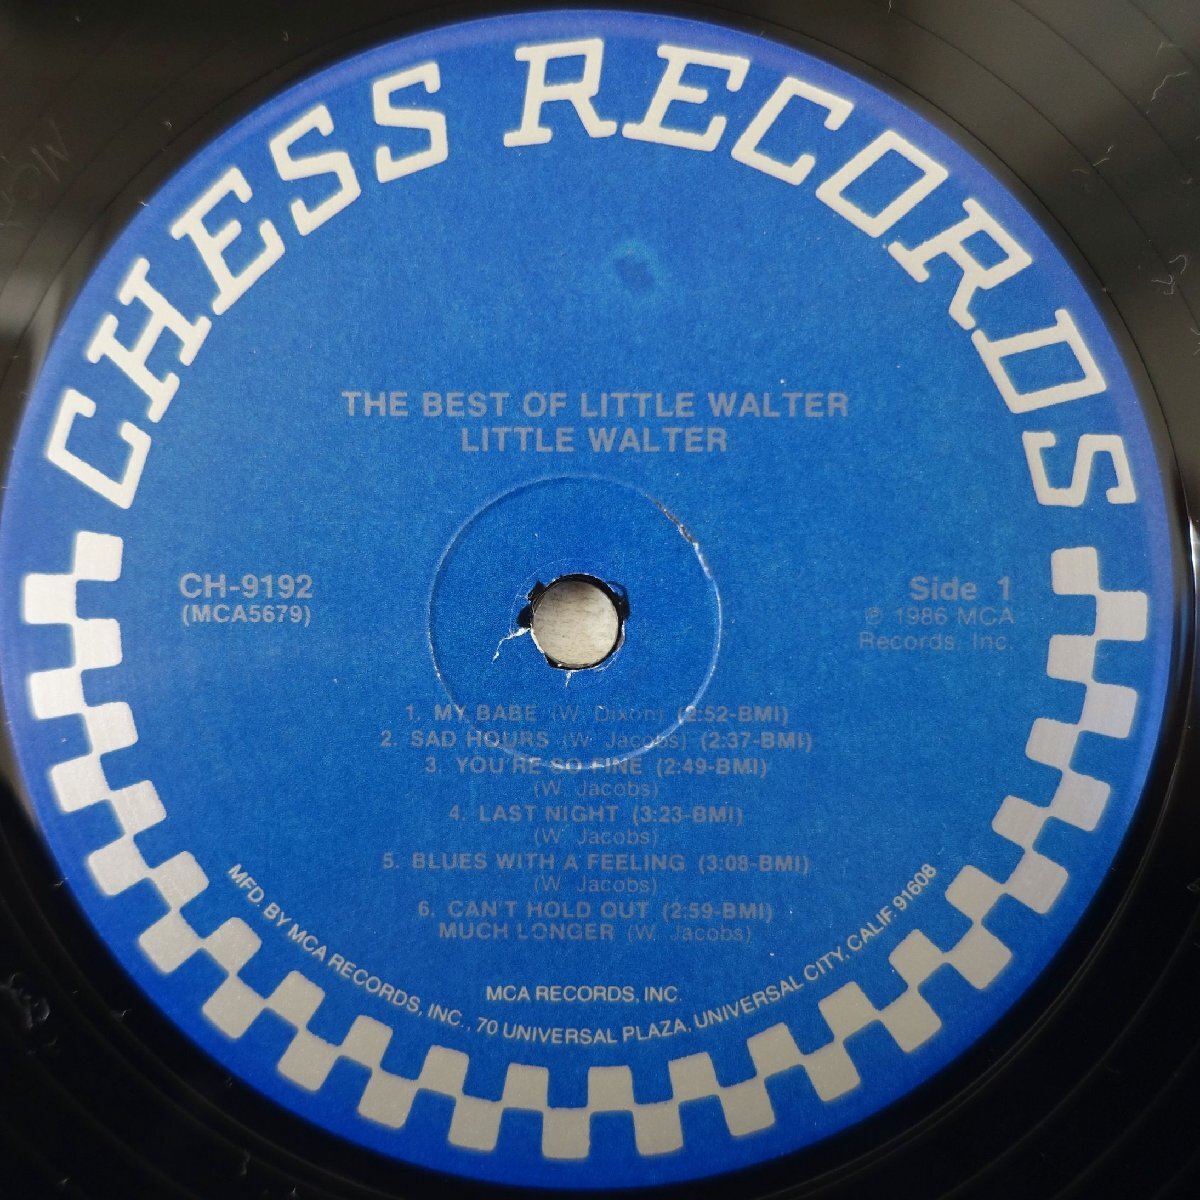 CHESS RECORDS
THE BEST OF LITTLE WALTER
LITTLE WALTER
CH-9192
(MCA5679)
Side 1
℗ 1986 MCA
Records, Inc.
1. MY BABE (W. Dixon) (2:52-BMI)
2. SAD HOURS (W. Jacobs) (2:37-BMI)
3. YOU'RE SO FINE (2:49-BMI)
(W. Jacobs)
4. LAST NIGHT (3:23-BMI)
(W. Jacobs)
5. BLUES WITH A FEELING (3:08-BMI)
(W. Jacobs)
6. CAN'T HOLD OUT (2:59-BMI)
MUCH LONGER (W. Jacobs)
MCA RECORDS, INC.
MFD. BY MCA RECORDS, INC., 70 UNIVERSAL PLAZA, UNIVERSAL CITY, CALIF. 91608